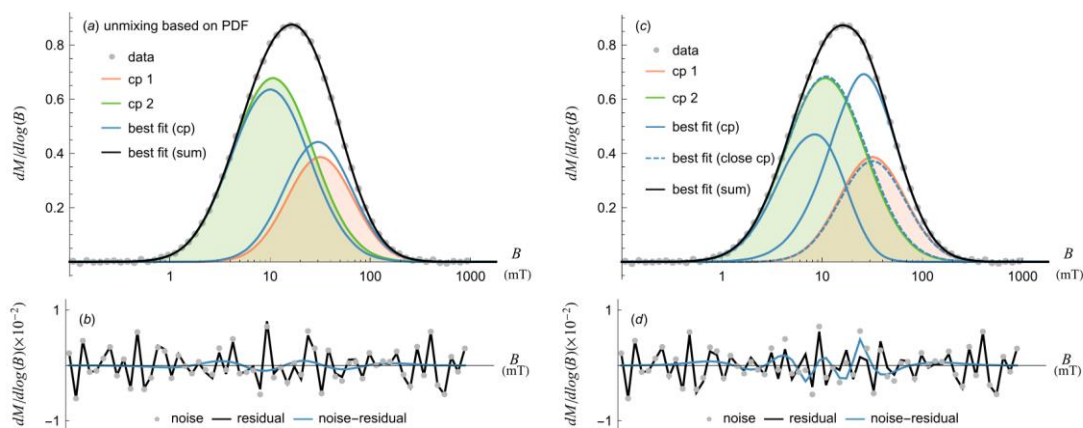 (a) unmixing based on PDF
data
cp 1
cp 2
best fit (cp)
best fit (sum)
dM/dlog(B)
0.8
0.6
0.4
0.2
1
10
100
1000
B
(mT)
(b)
dM/dlog(B)(×10⁻²)
1
−1
B
(mT)
noise residual noise−residual
(c)
data
cp 1
cp 2
best fit (cp)
best fit (close cp)
best fit (sum)
dM/dlog(B)
0.8
0.6
0.4
0.2
1
10
100
1000
B
(mT)
(d)
dM/dlog(B)(×10⁻²)
1
−1
B
(mT)
noise residual noise−residual